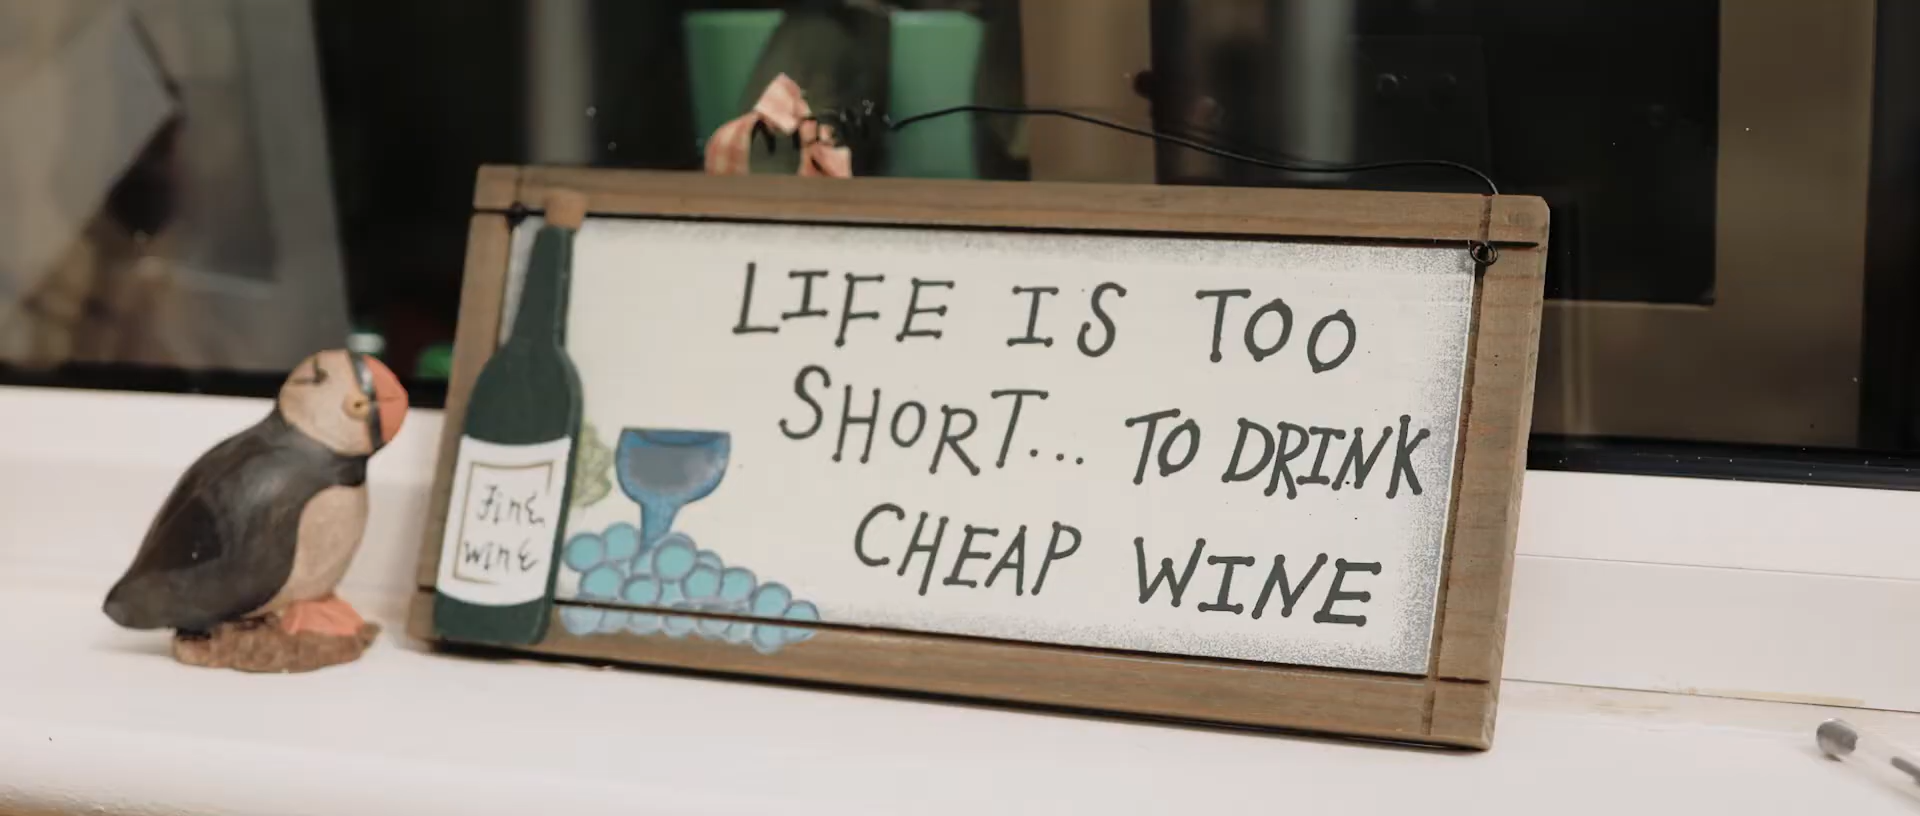 LIFE IS TOO
SHORT... TO DRINK
CHEAP WINE
Fine
wine